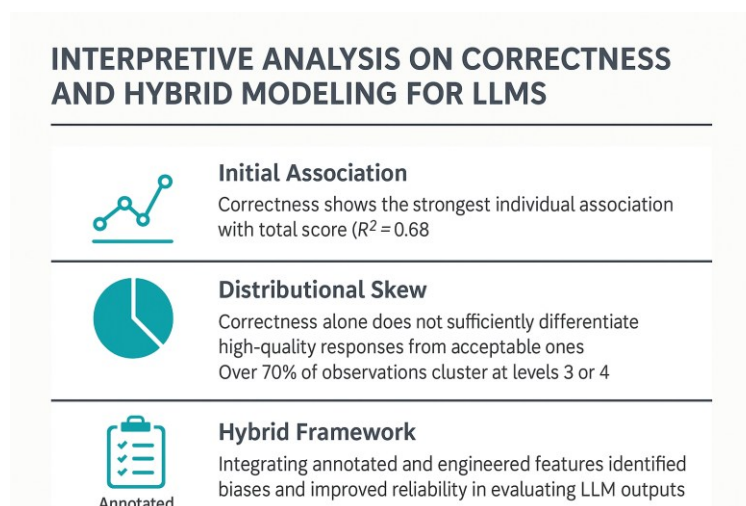 INTERPRETIVE ANALYSIS ON CORRECTNESS
AND HYBRID MODELING FOR LLMS
Initial Association
Correctness shows the strongest individual association
with total score (R² = 0.68
Distributional Skew
Correctness alone does not sufficiently differentiate
high-quality responses from acceptable ones
Over 70% of observations cluster at levels 3 or 4
Hybrid Framework
Integrating annotated and engineered features identified
biases and improved reliability in evaluating LLM outputs
Annotated